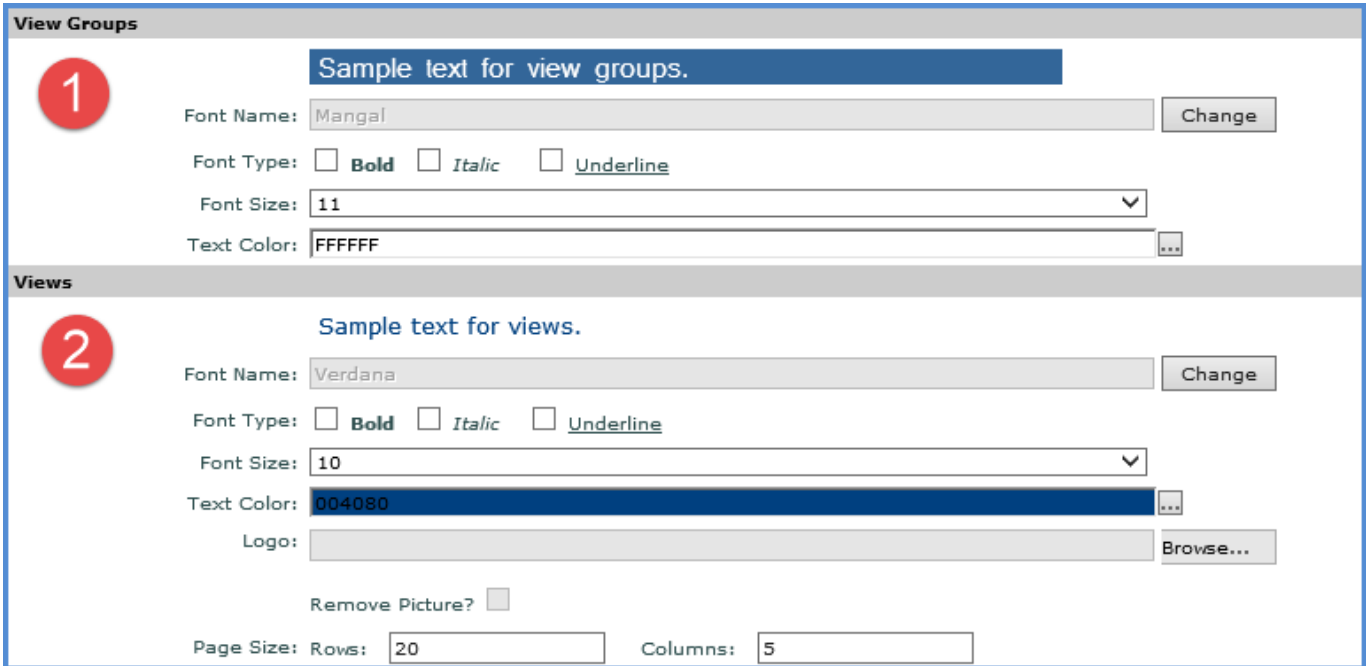 View Groups
1
Sample text for view groups.
Font Name: Mangal Change
Font Type: Bold Italic Underline
Font Size: 11
Text Color: FFFFFF ...
Views
2
Sample text for views.
Font Name: Verdana Change
Font Type: Bold Italic Underline
Font Size: 10
Text Color: 004080 ...
Logo: Browse...
Remove Picture?
Page Size: Rows: 20 Columns: 5